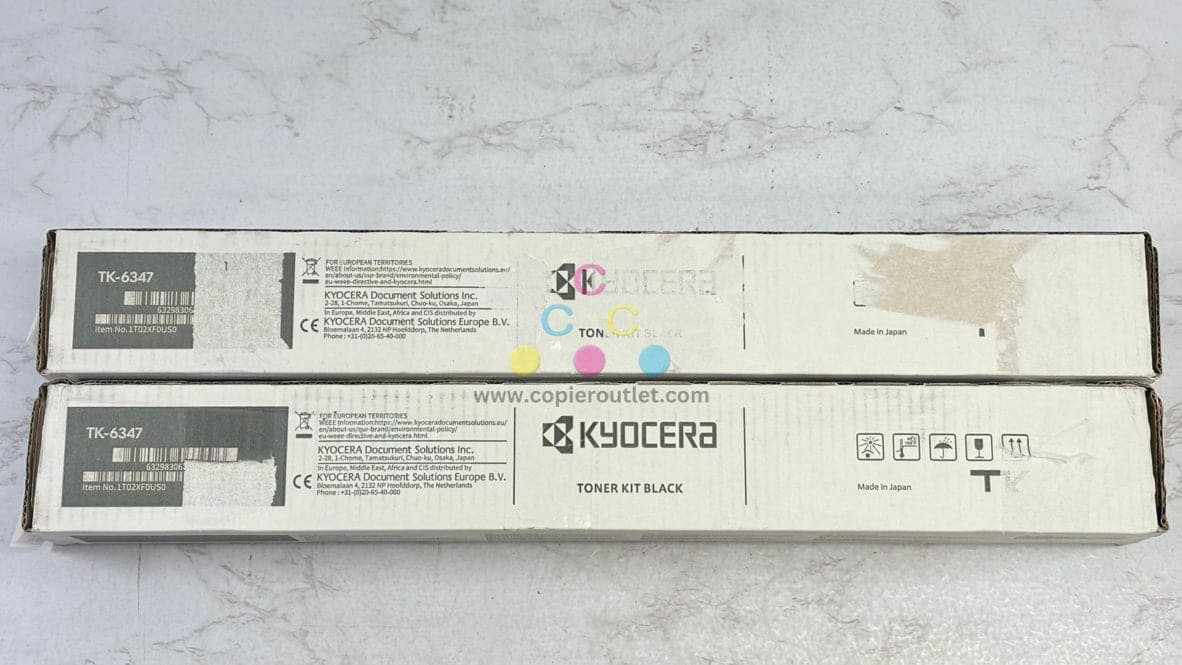 TK-6347
63298306
Item No.1T02XF0US0
FOR EUROPEAN TERRITORIES
WEEE Information:https://www.kyoceradocumentsolutions.eu/
en/about-us/our-brand/environmental-policy/
eu-weee-directive-and-kyocera.html
KYOCERA Document Solutions Inc.
2-28, 1-Chome, Tamatsukuri, Chuo-ku, Osaka, Japan
In Europe, Middle East, Africa and CIS distributed by
CE KYOCERA Document Solutions Europe B.V.
Bloemalaan 4, 2132 NP Hoofddorp, The Netherlands
Phone : +31-(0)20-65-40-000
KYOCERA
TONER KIT BLACK
Made in Japan
C
C C
www.copieroutlet.com
TK-6347
63298306
Item No.1T02XF0US0
FOR EUROPEAN TERRITORIES
WEEE Information:https://www.kyoceradocumentsolutions.eu/
en/about-us/our-brand/environmental-policy/
eu-weee-directive-and-kyocera.html
KYOCERA Document Solutions Inc.
2-28, 1-Chome, Tamatsukuri, Chuo-ku, Osaka, Japan
In Europe, Middle East, Africa and CIS distributed by
CE KYOCERA Document Solutions Europe B.V.
Bloemalaan 4, 2132 NP Hoofddorp, The Netherlands
Phone : +31-(0)20-65-40-000
KYOCERA
TONER KIT BLACK
Made in Japan
TK